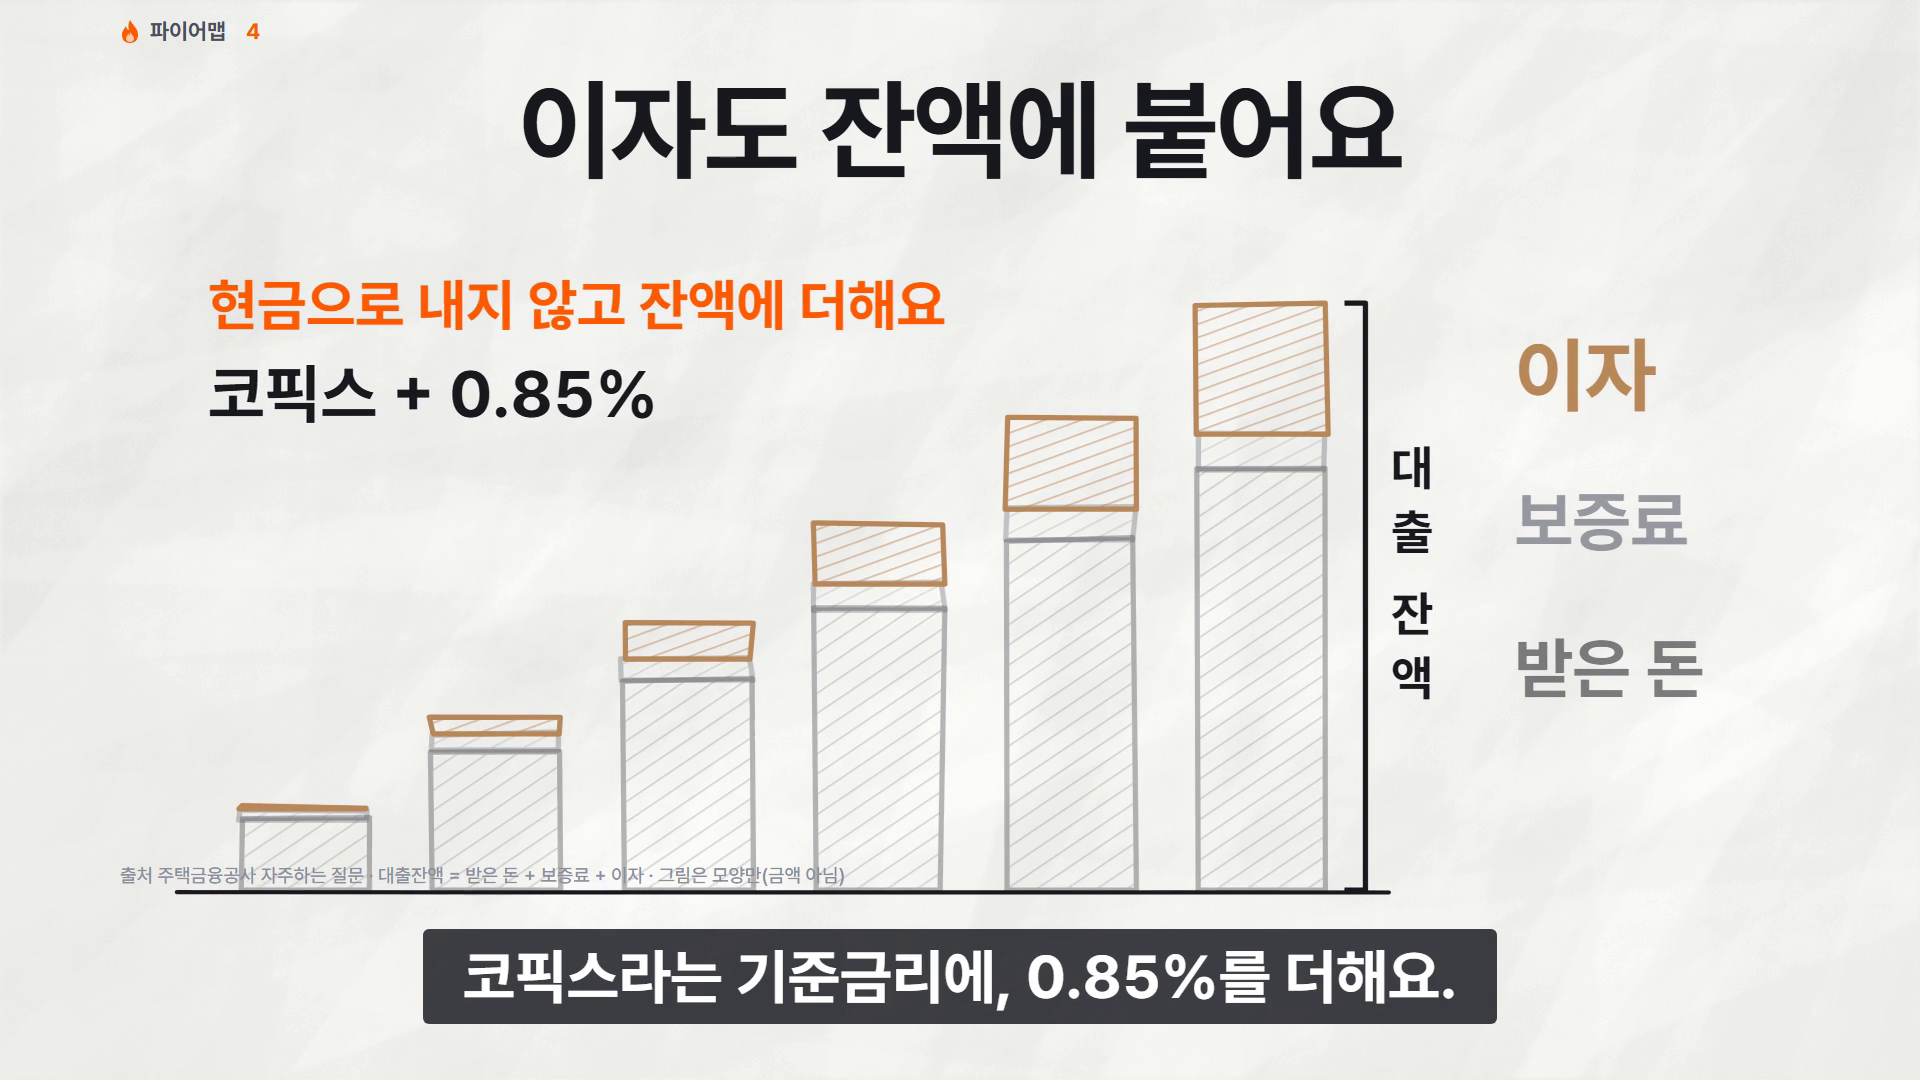 파이어맵 4
이자도 잔액에 붙어요
현금으로 내지 않고 잔액에 더해요
코픽스 + 0.85%
이자
보증료
받은 돈
대출 잔액
출처 주택금융공사 자주하는 질문 · 대출잔액 = 받은 돈 + 보증료 + 이자 · 그림은 모양만(금액 아님)
코픽스라는 기준금리에, 0.85%를 더해요.